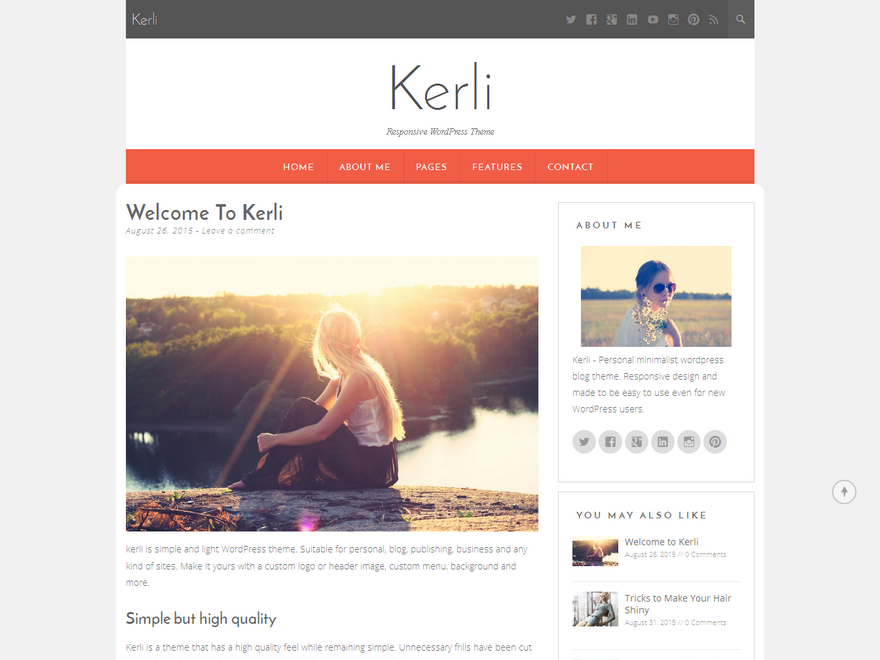 Kerli
Kerli
Responsive WordPress Theme
HOME
ABOUT ME
PAGES
FEATURES
CONTACT
Welcome To Kerli
August 26, 2015 - Leave a comment
kerli is simple and light WordPress theme. Suitable for personal, blog, publishing, business and any
kind of sites. Make it yours with a custom logo or header image, custom menu, background and
more.
Simple but high quality
Kerli is a theme that has a high quality feel while remaining simple. Unnecessary frills have been cut
ABOUT ME
Kerli - Personal minimalist wordpress
blog theme. Responsive design and
made to be easy to use even for new
WordPress users.
YOU MAY ALSO LIKE
Welcome to Kerli
August 26, 2015 // 0 Comments
Tricks to Make Your Hair
Shiny
August 31, 2015 // 0 Comments